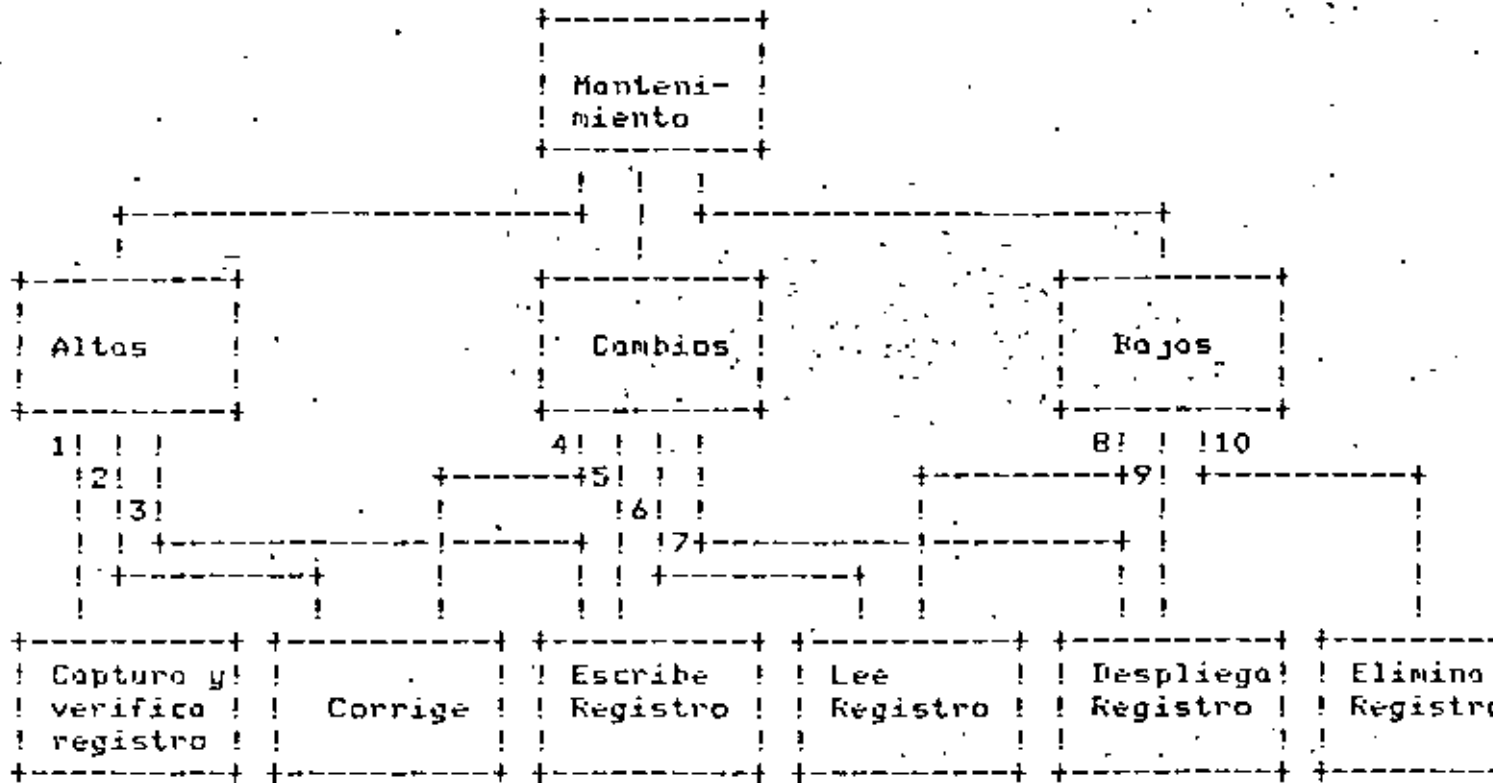 Manteni-
miento
Altas
Cambios
Bajas
1
4
8
10
2
5
9
3
6
7
Captura y
verifica
registro
Corrige
Escribe
Registro
Lee
Registro
Despliega
Registro
Elimina
Registro